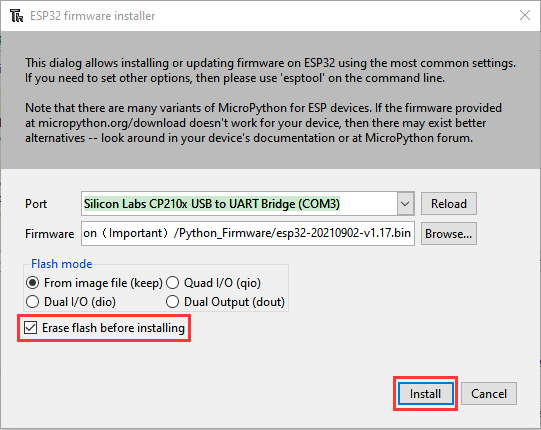 ESP32 firmware installer
This dialog allows installing or updating firmware on ESP32 using the most common settings.
If you need to set other options, then please use 'esptool' on the command line.
Note that there are many variants of MicroPython for ESP devices. If the firmware provided
at micropython.org/download doesn't work for your device, then there may exist better
alternatives -- look around in your device's documentation or at MicroPython forum.
Port Silicon Labs CP210x USB to UART Bridge (COM3) Reload
Firmware on（Important）/Python_Firmware/esp32-20210902-v1.17.bin Browse...
Flash mode
From image file (keep) Quad I/O (qio)
Dual I/O (dio) Dual Output (dout)
Erase flash before installing
Install Cancel